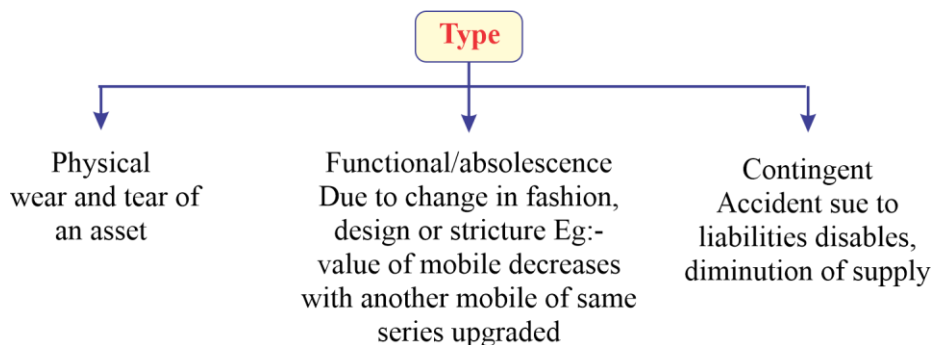 Type
Physical
wear and tear of
an asset
Functional/absolescence
Due to change in fashion,
design or stricture Eg:-
value of mobile decreases
with another mobile of same
series upgraded
Contingent
Accident sue to
liabilities disables,
diminution of supply